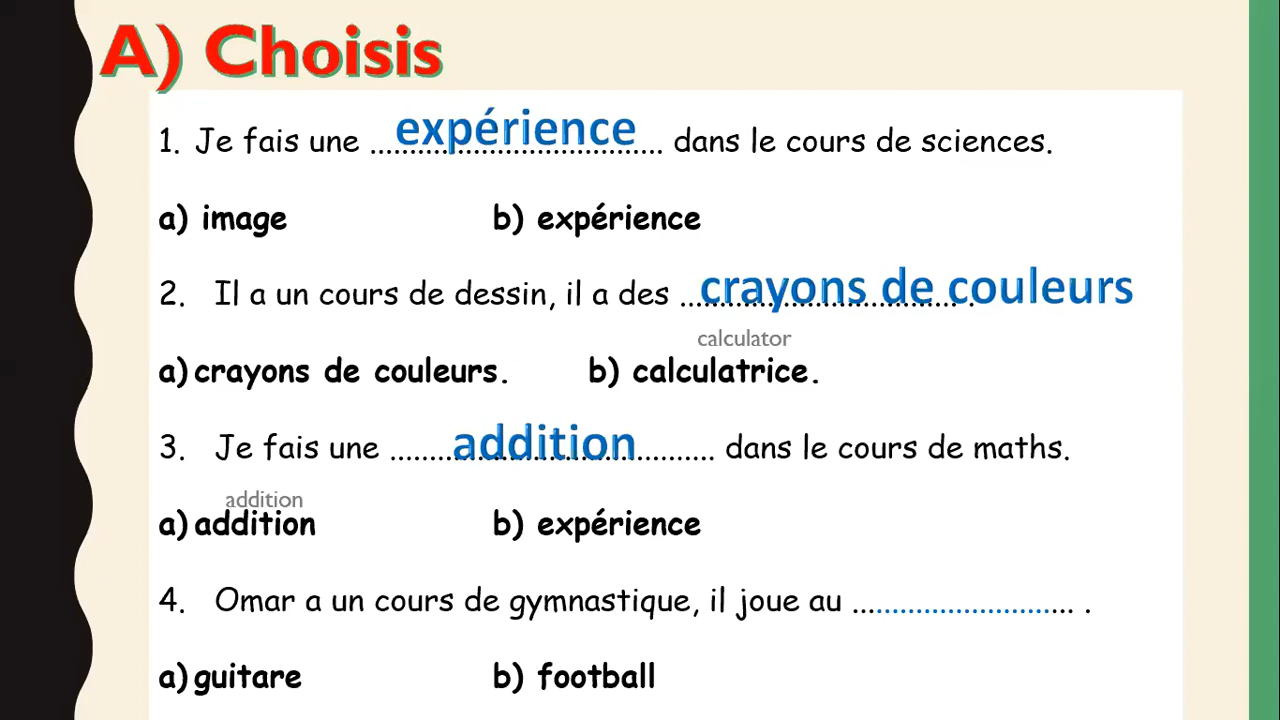 A) Choisis
1. Je fais une .....expérience..... dans le cours de sciences.
a) image b) expérience
2. Il a un cours de dessin, il a des .....crayons de couleurs..... .
calculator
a) crayons de couleurs. b) calculatrice.
3. Je fais une .....addition..... dans le cours de maths.
addition
a) addition b) expérience
4. Omar a un cours de gymnastique, il joue au ............................ .
a) guitare b) football